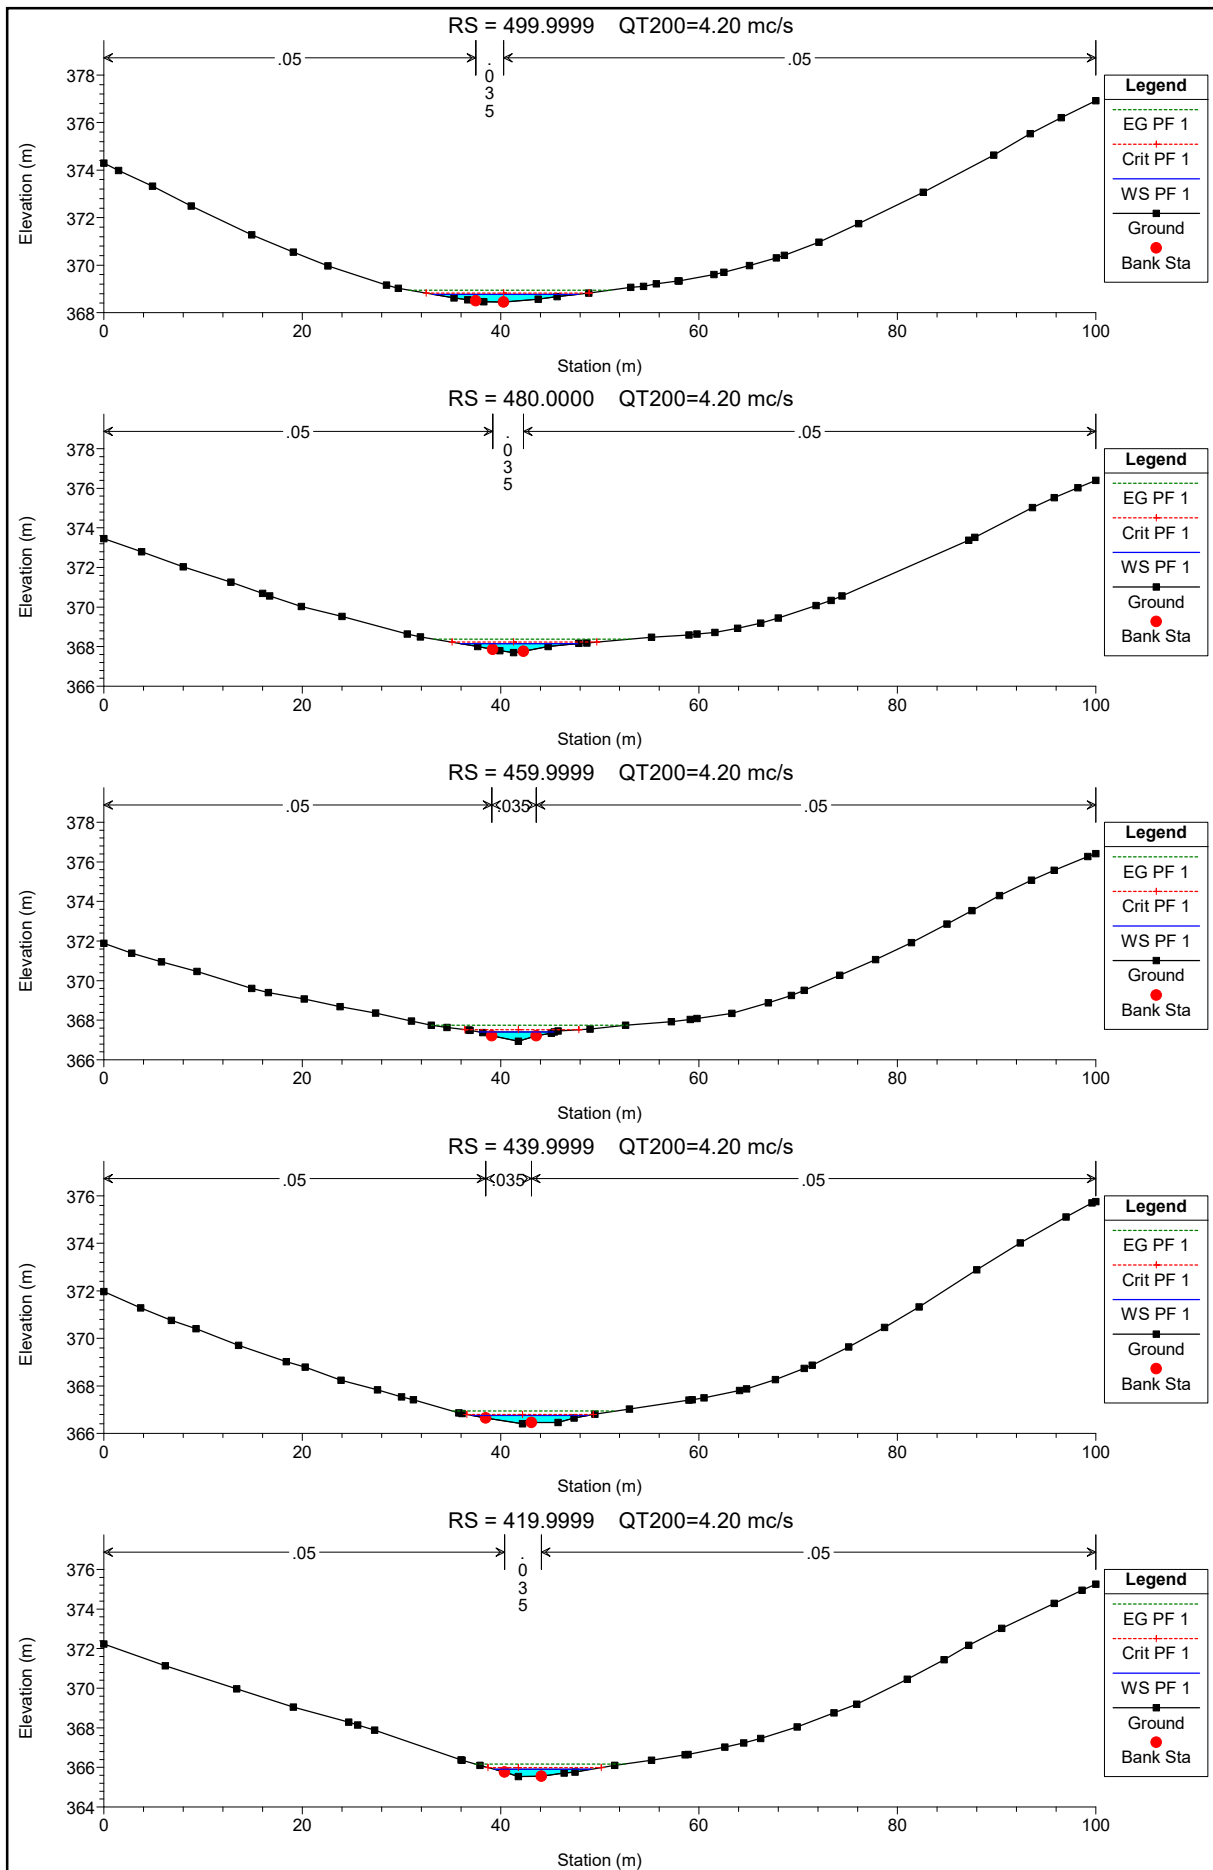 RS = 499.9999 QT200=4.20 mc/s
.05
.035
.05
378
376
374
372
370
368
Elevation (m)
0 20 40 60 80 100
Station (m)
Legend
EG PF 1
Crit PF 1
WS PF 1
Ground
Bank Sta
RS = 480.0000 QT200=4.20 mc/s
.05
.035
.05
378
376
374
372
370
368
366
Elevation (m)
0 20 40 60 80 100
Station (m)
Legend
EG PF 1
Crit PF 1
WS PF 1
Ground
Bank Sta
RS = 459.9999 QT200=4.20 mc/s
.05
.035
.05
378
376
374
372
370
368
366
Elevation (m)
0 20 40 60 80 100
Station (m)
Legend
EG PF 1
Crit PF 1
WS PF 1
Ground
Bank Sta
RS = 439.9999 QT200=4.20 mc/s
.05
.035
.05
376
374
372
370
368
366
Elevation (m)
0 20 40 60 80 100
Station (m)
Legend
EG PF 1
Crit PF 1
WS PF 1
Ground
Bank Sta
RS = 419.9999 QT200=4.20 mc/s
.05
.035
.05
376
374
372
370
368
366
364
Elevation (m)
0 20 40 60 80 100
Station (m)
Legend
EG PF 1
Crit PF 1
WS PF 1
Ground
Bank Sta